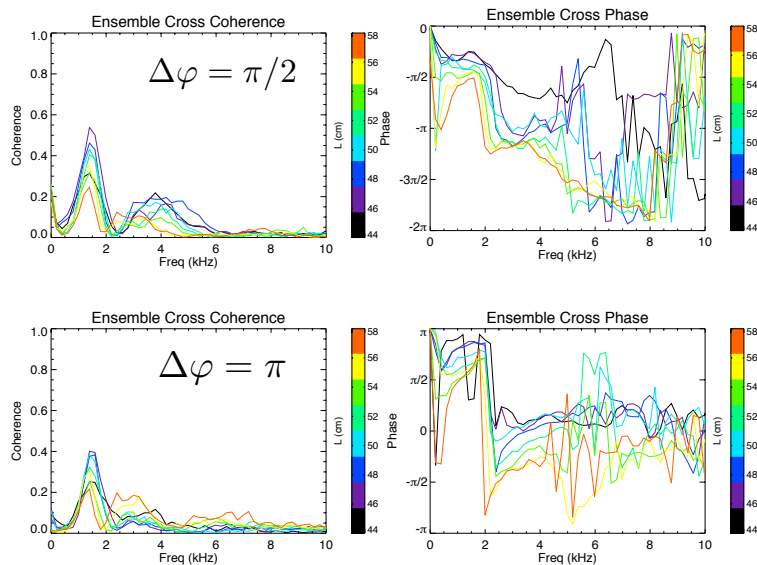 Ensemble Cross Coherence
Δφ = π/2
Coherence
1.0
0.8
0.6
0.4
0.2
0.0
0 2 4 6 8 10
Freq (kHz)
L (cm)
58
56
54
52
50
48
46
44
Ensemble Cross Phase
Phase
0
-π/2
-π
-3π/2
-2π
0 2 4 6 8 10
Freq (kHz)
L (cm)
58
56
54
52
50
48
46
44
Ensemble Cross Coherence
Δφ = π
Coherence
1.0
0.8
0.6
0.4
0.2
0.0
0 2 4 6 8 10
Freq (kHz)
L (cm)
58
56
54
52
50
48
46
44
Ensemble Cross Phase
Phase
π
π/2
0
-π/2
-π
0 2 4 6 8 10
Freq (kHz)
L (cm)
58
56
54
52
50
48
46
44